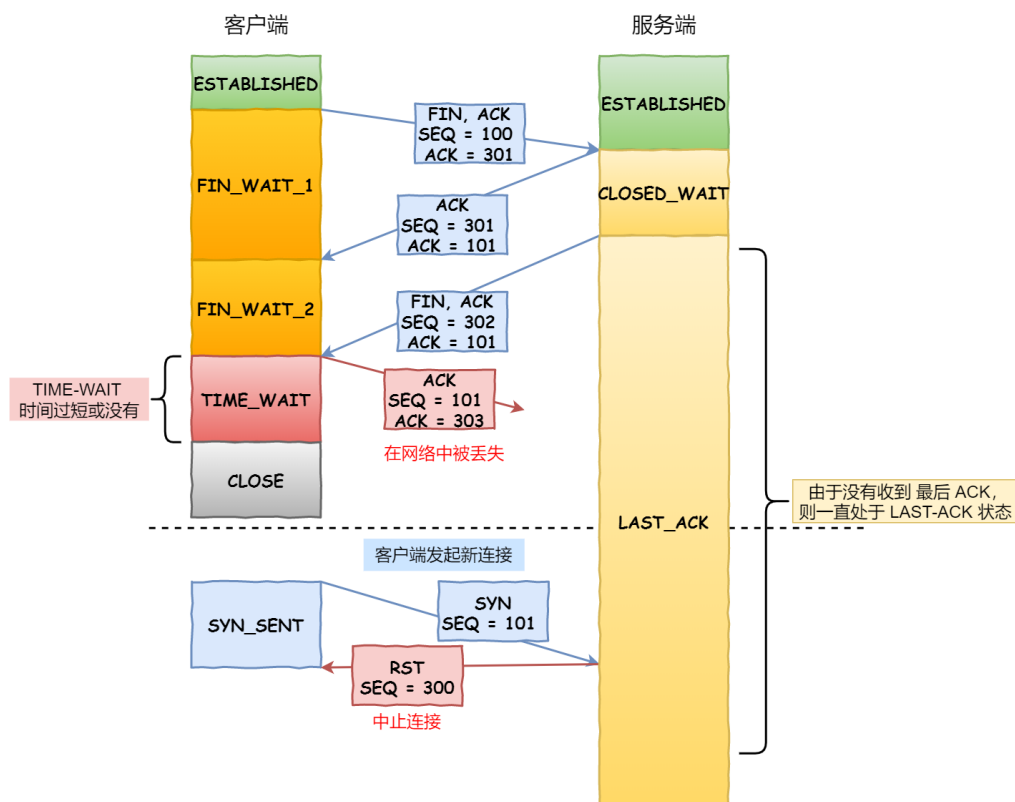 客户端
服务端
ESTABLISHED
ESTABLISHED
FIN, ACK
SEQ = 100
ACK = 301
FIN_WAIT_1
CLOSED_WAIT
ACK
SEQ = 301
ACK = 101
FIN_WAIT_2
FIN, ACK
SEQ = 302
ACK = 101
TIME-WAIT
时间过短或没有
TIME_WAIT
ACK
SEQ = 101
ACK = 303
在网络中被丢失
CLOSE
LAST_ACK
由于没有收到 最后 ACK，
则一直处于 LAST-ACK 状态
客户端发起新连接
SYN_SENT
SYN
SEQ = 101
RST
SEQ = 300
中止连接